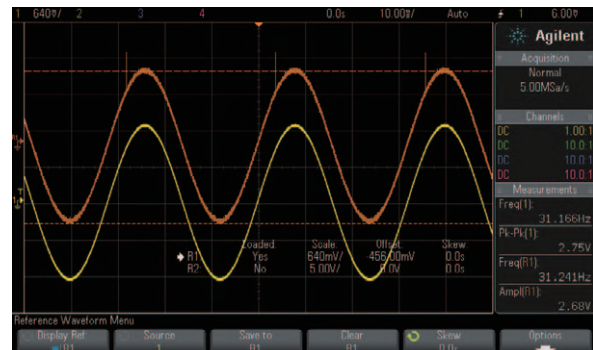 1 640▽/ 2 3 4 0.0s 10.00▽/ Auto 1 6.00▽
Agilent
Acquisition
Normal
5.00MSa/s
Channels
DC 1.00:1
DC 10.0:1
DC 10.0:1
DC 10.0:1
Measurements
Freq(1):
31.166Hz
Pk-Pk(1):
2.75V
Freq(R1):
31.241Hz
Ampl(R1):
2.68V
Loaded Scale: Offset Skew:
R1: Yes 640mV/ -456.00mV 0.0s
R2: No 5.00V/ 0.0V 0.0s
Reference Waveform Menu
Display Ref Source Save to Clear Skew Options
R1 1 R1 R1 0.0s